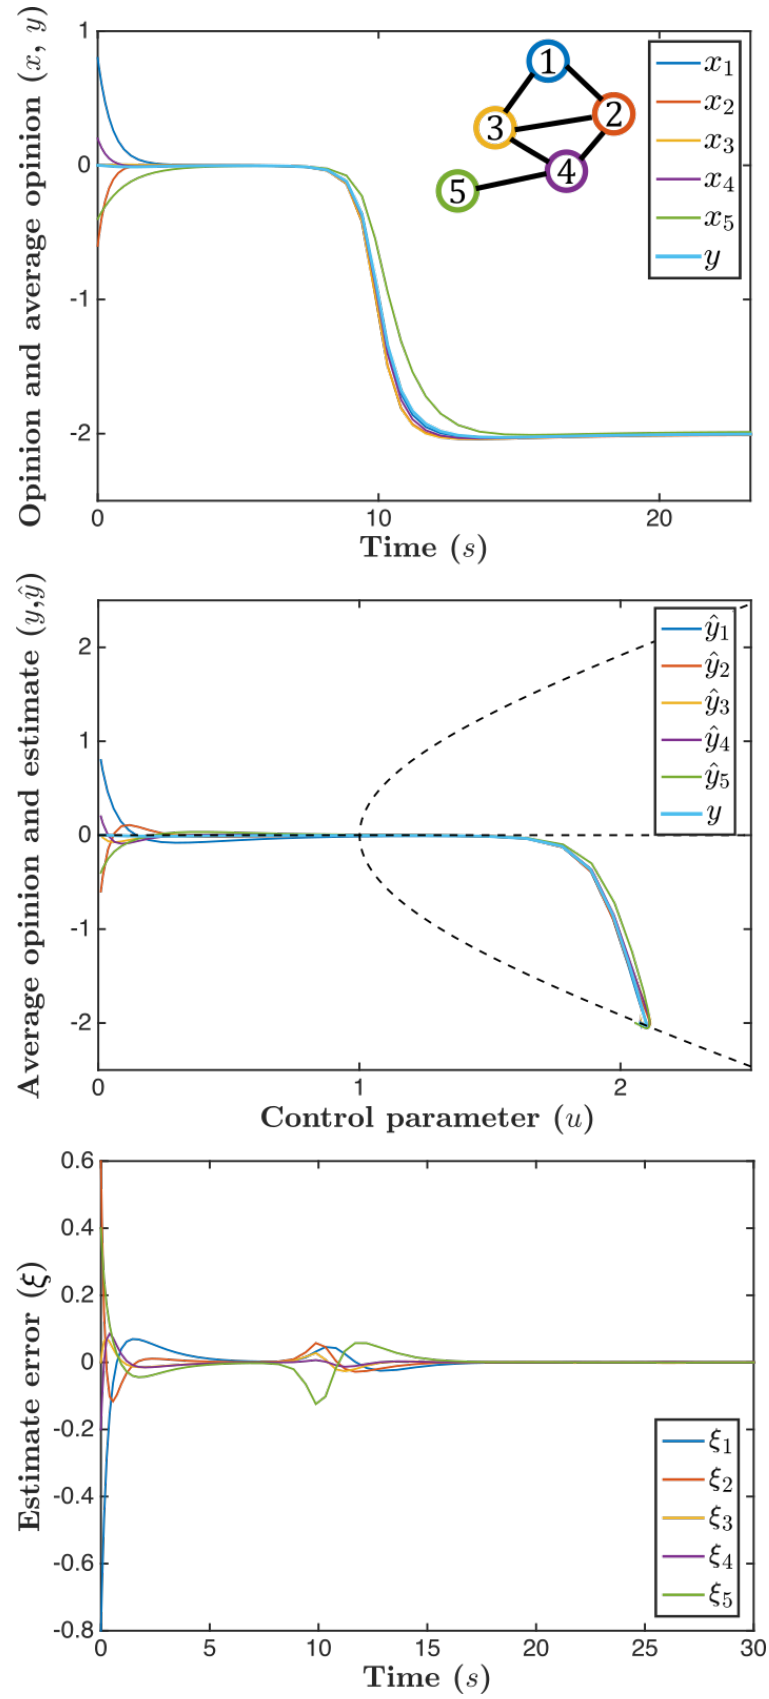 Opinion and average opinion (x, y)
1
0
-1
-2
0
10
20
Time (s)
1
2
3
4
5
x₁
x₂
x₃
x₄
x₅
y
Average opinion and estimate (y,ŷ)
2
1
0
-1
-2
0
1
2
Control parameter (u)
ŷ₁
ŷ₂
ŷ₃
ŷ₄
ŷ₅
y
Estimate error (ξ)
0.6
0.4
0.2
0
-0.2
-0.4
-0.6
-0.8
0
5
10
15
20
25
30
Time (s)
ξ₁
ξ₂
ξ₃
ξ₄
ξ₅